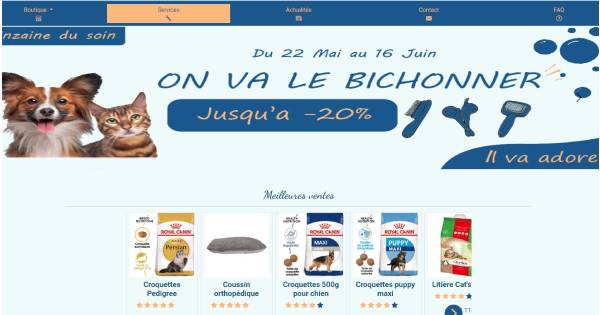 Boutique
Services
Actualités
Contact
FAQ
nzaine du soin
Du 22 Mai au 16 Juin
ON VA LE BICHONNER
Jusqu'a -20%
Il va adore
Meilleures ventes
ROYAL CANIN
Persian
ROYAL CANIN
MAXI
ROYAL CANIN
PUPPY
MAXI
Croquettes
Pedigree
Coussin
orthopédique
Croquettes 500g
pour chien
Croquettes puppy
maxi
Litière Cat's